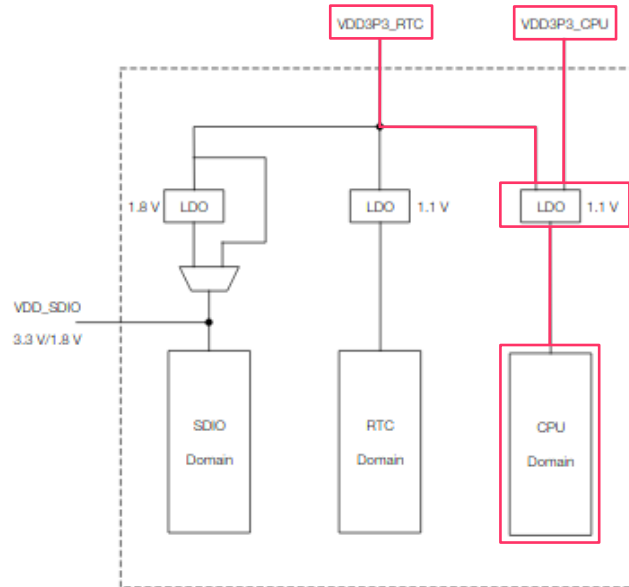 VDD3P3_RTC
VDD3P3_CPU
1.8 V
LDO
LDO
1.1 V
LDO
1.1 V
VDD_SDIO
3.3 V/1.8 V
SDIO
Domain
RTC
Domain
CPU
Domain